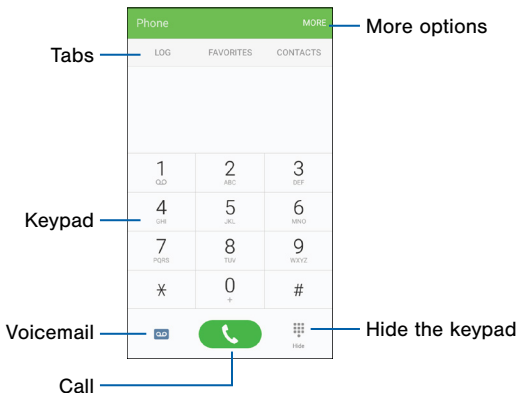 Phone MORE
More options
Tabs
LOG FAVORITES CONTACTS
1 2 3
ABC DEF
Keypad
4 5 6
GHI JKL MNO
7 8 9
PQRS TUV WXYZ
* 0 #
+
Voicemail
Hide the keypad
Hide
Call